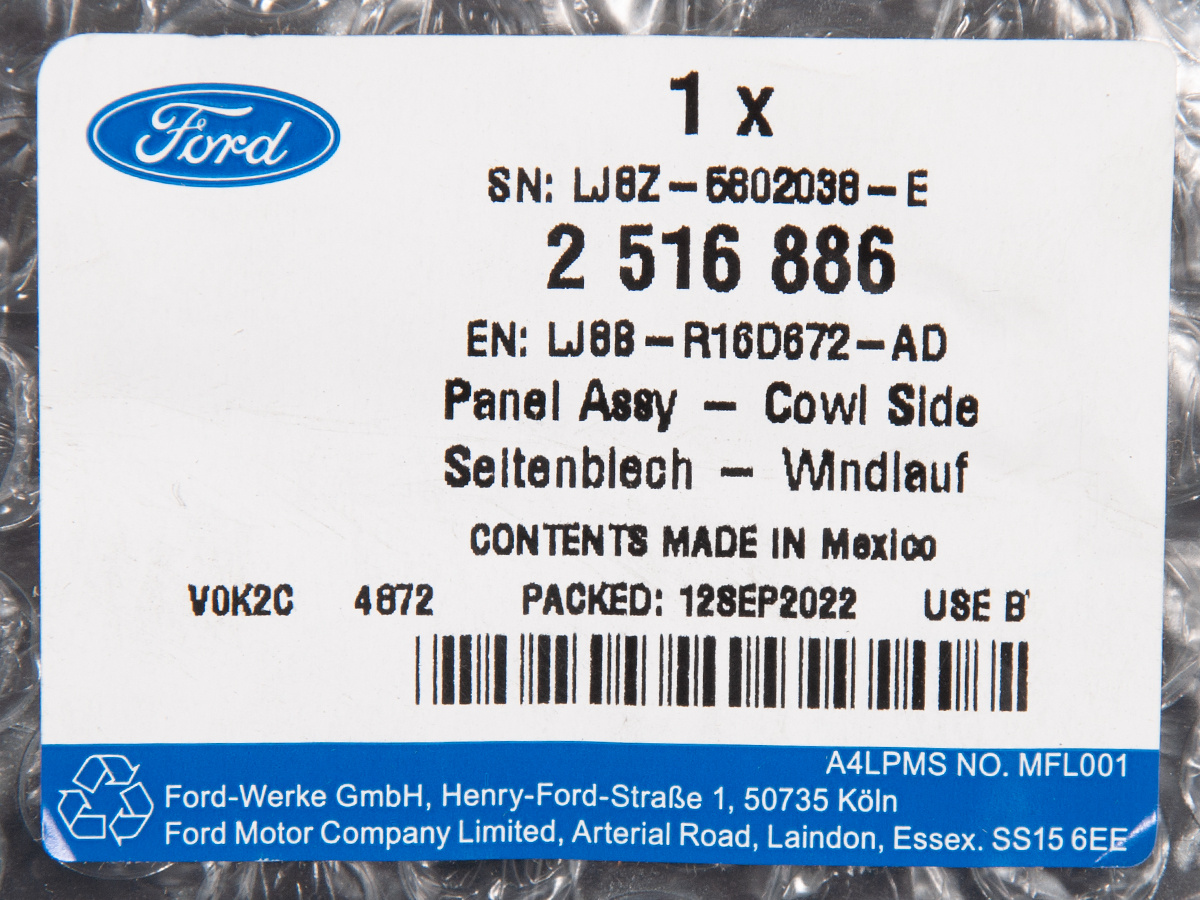 Ford
1 x
SN: LJ8Z-5802038-E
2 516 886
EN: LJ8B-R16D672-AD
Panel Assy - Cowl Side
Seitenblech - Windlauf
CONTENTS MADE IN Mexico
V0K2C 4872 PACKED: 12SEP2022 USE B
A4LPMS NO. MFL001
Ford-Werke GmbH, Henry-Ford-Straße 1, 50735 Köln
Ford Motor Company Limited, Arterial Road, Laindon, Essex. SS15 6EE